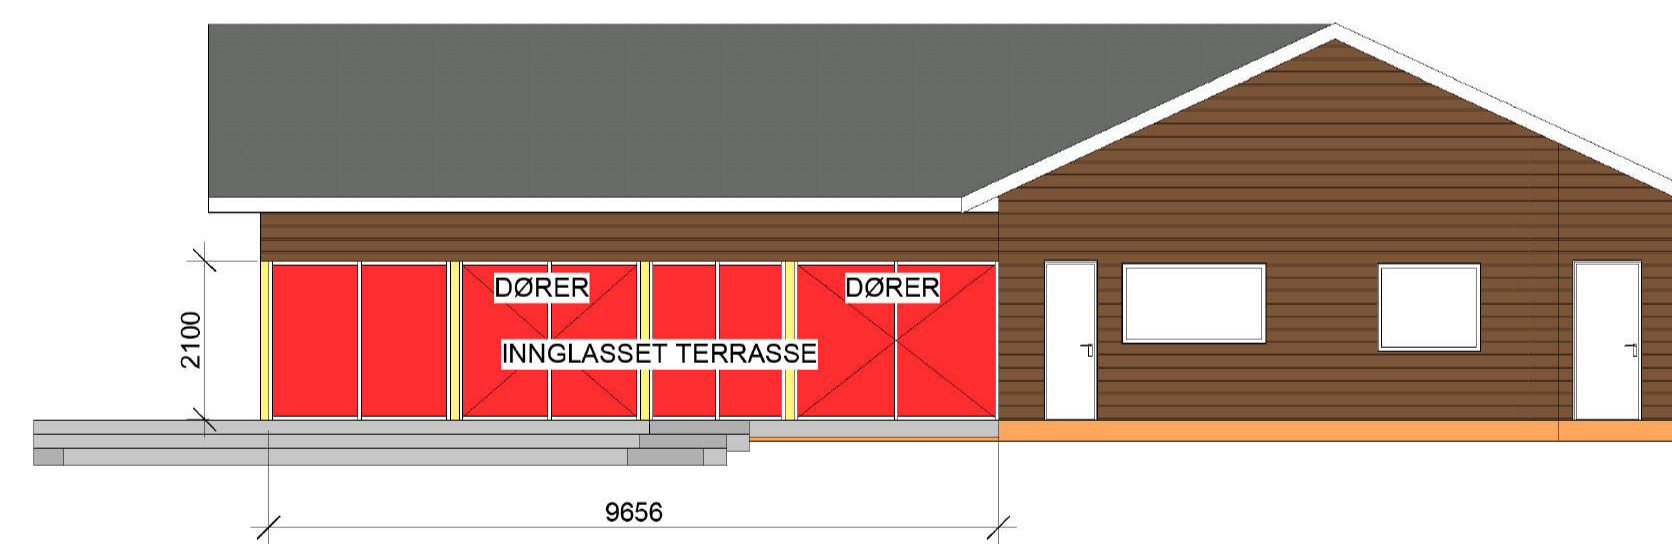 DØRER
DØRER
INNGLASSET TERRASSE
2100
9656